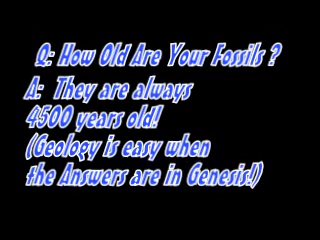 Q: How Old Are Your Fossils ?
A: They are always
4500 years old!
(Geology is easy when
the Answers are in Genesis!)